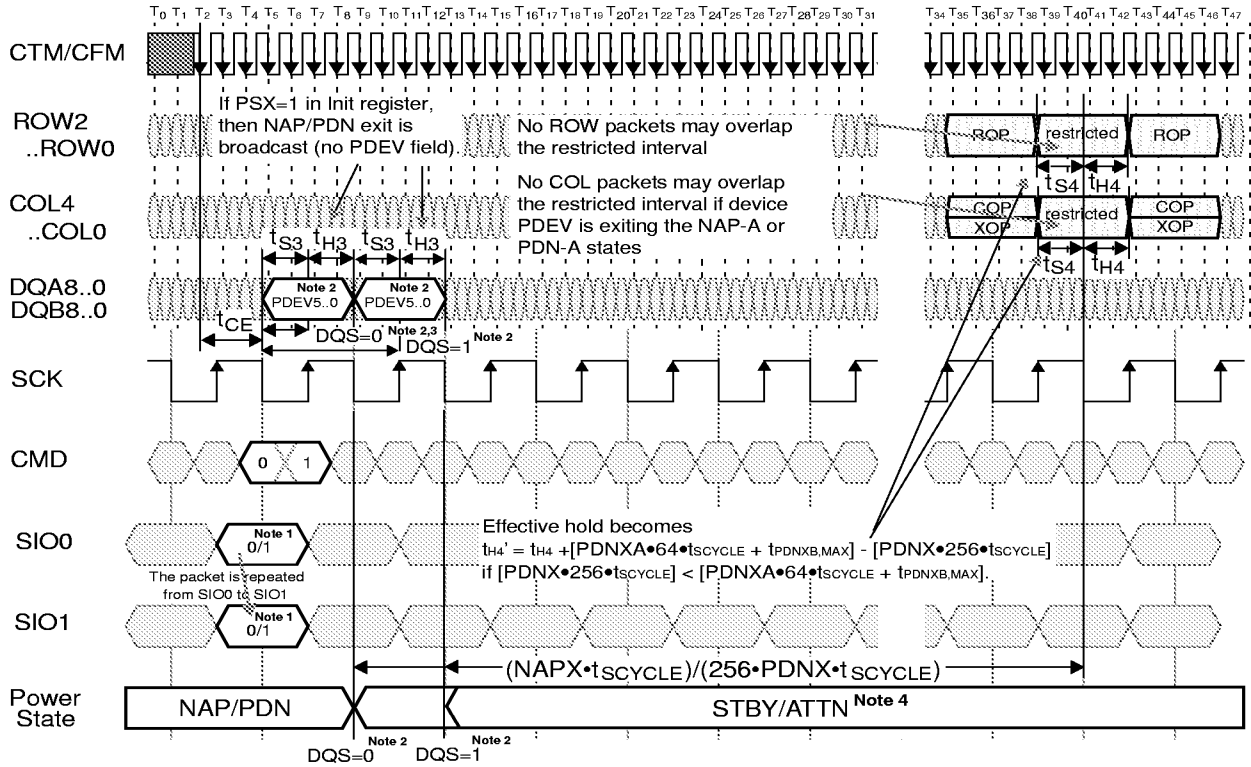 T0 T1 T2 T3 T4 T5 T6 T7 T8 T9 T10 T11 T12 T13 T14 T15 T16 T17 T18 T19 T20 T21 T22 T23 T24 T25 T26 T27 T28 T29 T30 T31 T34 T35 T36 T37 T38 T39 T40 T41 T42 T43 T44 T45 T46 T47
CTM/CFM
If PSX=1 in Init register,
then NAP/PDN exit is
broadcast (no PDEV field).
No ROW packets may overlap
the restricted interval
ROW2
..ROW0
ROP restricted ROP
tS4 tH4
No COL packets may overlap
the restricted interval if device
PDEV is exiting the NAP-A or
PDN-A states
COL4
..COL0
COP restricted COP
XOP XOP
tS4 tH4
tS3 tH3 tS3 tH3
DQA8..0
DQB8..0
Note 2 Note 2
PDEV5..0 PDEV5..0
tCE
DQS=0 Note 2,3
DQS=1 Note 2
SCK
CMD
0 1
SIO0
Note 1
0/1
Effective hold becomes
tH4' = tH4 +[PDNXA•64•tSCYCLE + tPDNXB,MAX] - [PDNX•256•tSCYCLE]
if [PDNX•256•tSCYCLE] < [PDNXA•64•tSCYCLE + tPDNXB,MAX].
The packet is repeated
from SIO0 to SIO1
SIO1
Note 1
0/1
(NAPX•tSCYCLE)/(256•PDNX•tSCYCLE)
Power
State
NAP/PDN
STBY/ATTN Note 4
DQS=0 Note 2 DQS=1 Note 2